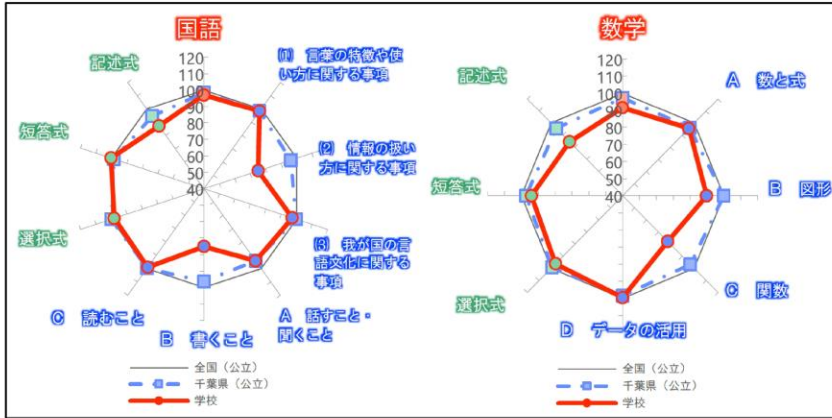 国語
120
110
100
90
80
70
60
50
40
(1) 言葉の特徴や使
い方に関する事項
(2) 情報の扱い
方に関する事項
(3) 我が国の言
語文化に関する
事項
A 話すこと・
聞くこと
B 書くこと
C 読むこと
選択式
短答式
記述式
全国（公立）
千葉県（公立）
学校
数学
120
110
100
90
80
70
60
50
40
A 数と式
B 図形
C 関数
D データの活用
選択式
短答式
記述式
全国（公立）
千葉県（公立）
学校